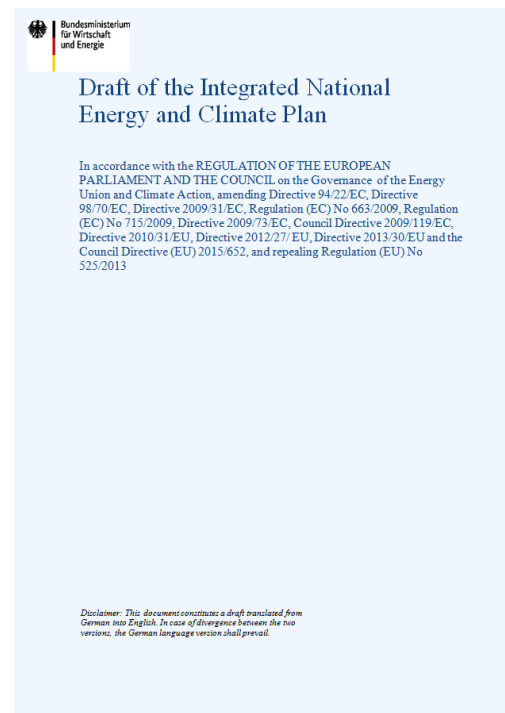 Bundesministerium
für Wirtschaft
und Energie
Draft of the Integrated National
Energy and Climate Plan
In accordance with the REGULATION OF THE EUROPEAN
PARLIAMENT AND THE COUNCIL on the Governance of the Energy
Union and Climate Action, amending Directive 94/22/EC, Directive
98/70/EC, Directive 2009/31/EC, Regulation (EC) No 663/2009, Regulation
(EC) No 715/2009, Directive 2009/73/EC, Council Directive 2009/119/EC,
Directive 2010/31/EU, Directive 2012/27/ EU, Directive 2013/30/EU and the
Council Directive (EU) 2015/652, and repealing Regulation (EU) No
525/2013
Disclaimer: This document constitutes a draft translated from
German into English. In case of divergence between the two
versions, the German language version shall prevail.